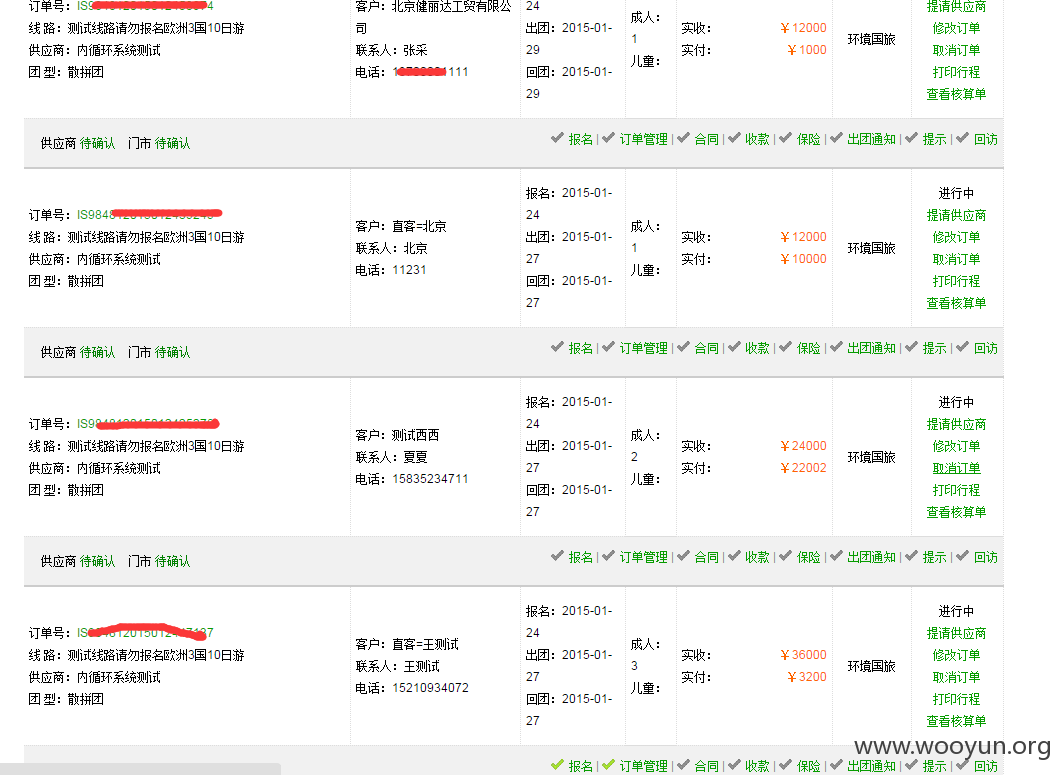 订单号：
线 路：测试线路请勿报名欧洲3国10日游
供应商：内循环系统测试
团 型：散拼团
客户：北京健丽达工贸有限公
司
联系人：张采
电话：
24
出团：2015-01-
29
回团：2015-01-
29
成人：
1
儿童：
实收：￥12000
实付：￥1000
环境国旅
提请供应商
修改订单
取消订单
打印行程
查看核算单
供应商 待确认 门市 待确认
报名 | 订单管理 | 合同 | 收款 | 保险 | 出团通知 | 提示 | 回访
订单号：
线 路：测试线路请勿报名欧洲3国10日游
供应商：内循环系统测试
团 型：散拼团
客户：直客=北京
联系人：北京
电话：11231
报名：2015-01-
24
出团：2015-01-
27
回团：2015-01-
27
成人：
1
儿童：
实收：￥12000
实付：￥10000
环境国旅
进行中
提请供应商
修改订单
取消订单
打印行程
查看核算单
供应商 待确认 门市 待确认
报名 | 订单管理 | 合同 | 收款 | 保险 | 出团通知 | 提示 | 回访
订单号：
线 路：测试线路请勿报名欧洲3国10日游
供应商：内循环系统测试
团 型：散拼团
客户：测试西西
联系人：夏夏
电话：15835234711
报名：2015-01-
24
出团：2015-01-
27
回团：2015-01-
27
成人：
2
儿童：
实收：￥24000
实付：￥22002
环境国旅
进行中
提请供应商
修改订单
取消订单
打印行程
查看核算单
供应商 待确认 门市 待确认
报名 | 订单管理 | 合同 | 收款 | 保险 | 出团通知 | 提示 | 回访
订单号：
线 路：测试线路请勿报名欧洲3国10日游
供应商：内循环系统测试
团 型：散拼团
客户：直客=王测试
联系人：王测试
电话：15210934072
报名：2015-01-
24
出团：2015-01-
27
回团：2015-01-
27
成人：
3
儿童：
实收：￥36000
实付：￥3200
环境国旅
进行中
提请供应商
修改订单
取消订单
打印行程
查看核算单
www.wooyun.org
报名 | 订单管理 | 合同 | 收款 | 保险 | 出团通知 | 提示 | 回访